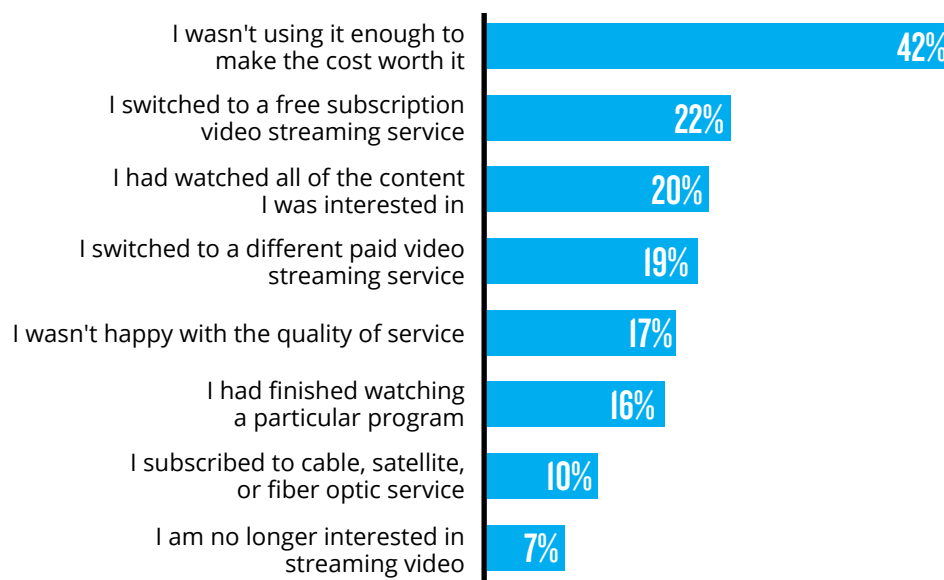 I wasn't using it enough to
make the cost worth it
42%
I switched to a free subscription
video streaming service
22%
I had watched all of the content
I was interested in
20%
I switched to a different paid video
streaming service
19%
I wasn't happy with the quality of service
17%
I had finished watching
a particular program
16%
I subscribed to cable, satellite,
or fiber optic service
10%
I am no longer interested in
streaming video
7%